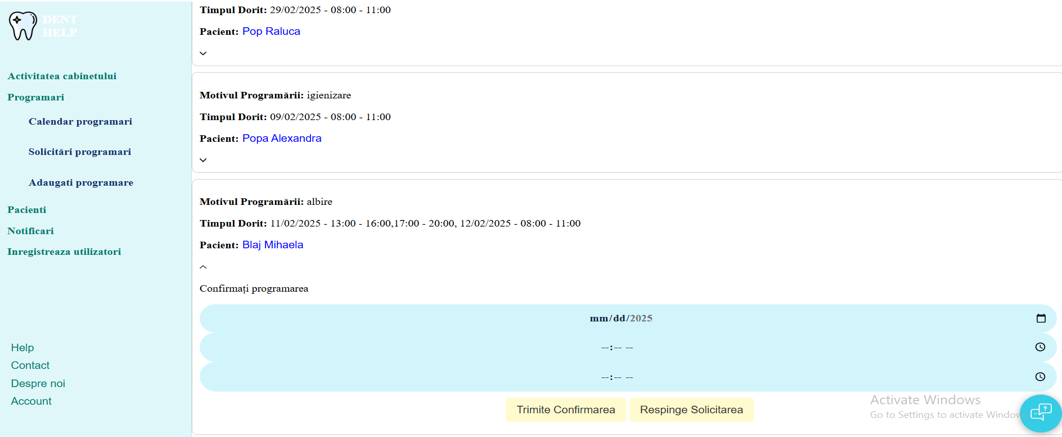 DENT
HELP
Activitatea cabinetului
Programari
Calendar programari
Solicitări programari
Adaugati programare
Pacienti
Notificari
Inregistreaza utilizatori
Help
Contact
Despre noi
Account
Timpul Dorit: 29/02/2025 - 08:00 - 11:00
Pacient: Pop Raluca
Motivul Programării: igienizare
Timpul Dorit: 09/02/2025 - 08:00 - 11:00
Pacient: Popa Alexandra
Motivul Programării: albire
Timpul Dorit: 11/02/2025 - 13:00 - 16:00,17:00 - 20:00, 12/02/2025 - 08:00 - 11:00
Pacient: Blaj Mihaela
Confirmați programarea
mm/dd/2025
--:-- --
--:-- --
Trimite Confirmarea Respinge Solicitarea
Activate Windows
Go to Settings to activate Windows